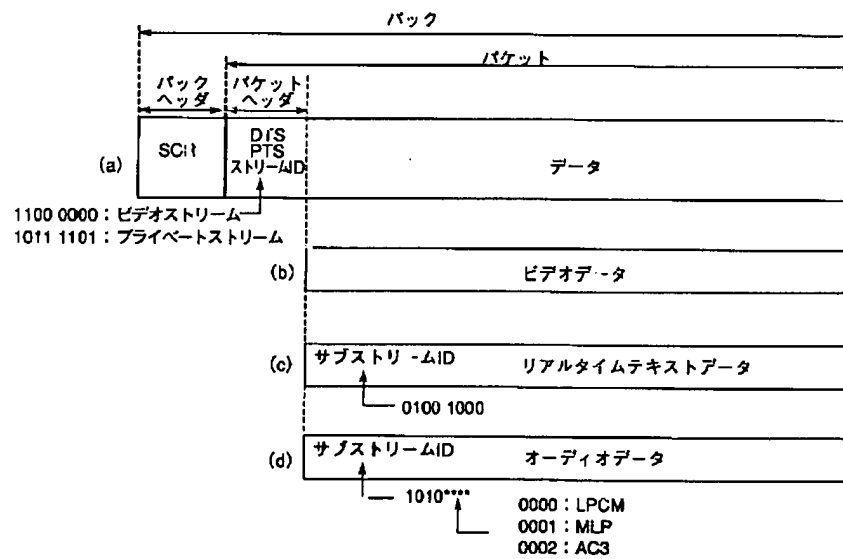 パック
パケット
パック
ヘッダ
パケット
ヘッダ
(a)
SCR
DTS
PTS
ストリームID
データ
1100 0000：ビデオストリーム
1011 1101：プライベートストリーム
(b)
ビデオデータ
(c)
サブストリームID
リアルタイムテキストデータ
0100 1000
(d)
サブストリームID
オーディオデータ
1010****
0000：LPCM
0001：MLP
0002：AC3